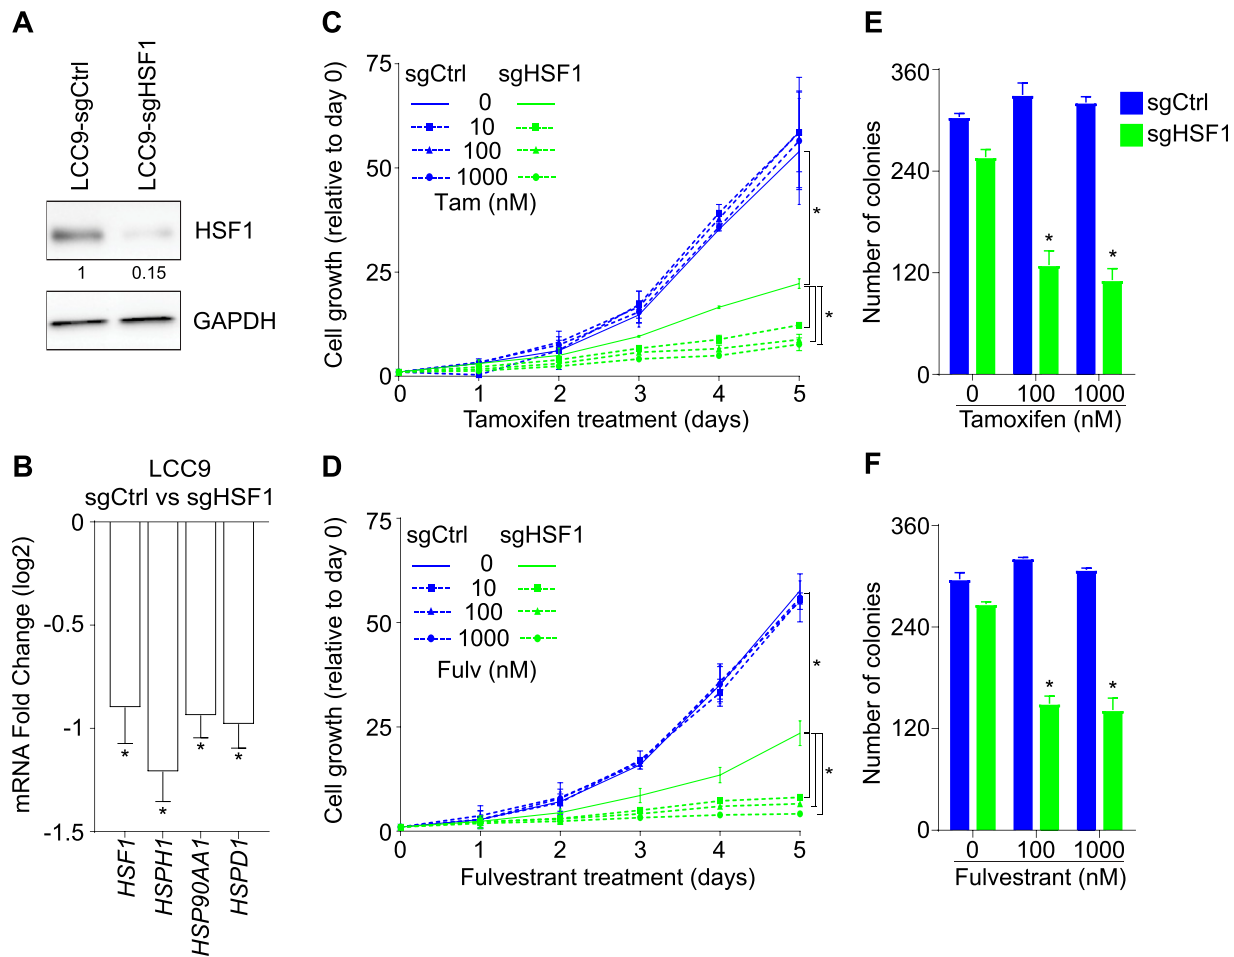 A
LCC9-sgCtrl
LCC9-sgHSF1
HSF1
1 0.15
GAPDH
B
LCC9
sgCtrl vs sgHSF1
mRNA Fold Change (log2)
0
-0.5
-1
-1.5
* * * *
HSF1
HSPH1
HSP90AA1
HSPD1
C
Cell growth (relative to day 0)
75
50
25
0
sgCtrl sgHSF1
0
10
100
1000
Tam (nM)
*
*
0 1 2 3 4 5
Tamoxifen treatment (days)
D
Cell growth (relative to day 0)
75
50
25
0
sgCtrl sgHSF1
0
10
100
1000
Fulv (nM)
*
*
0 1 2 3 4 5
Fulvestrant treatment (days)
E
Number of colonies
360
240
120
0
sgCtrl
sgHSF1
* *
0 100 1000
Tamoxifen (nM)
F
Number of colonies
360
240
120
0
* *
0 100 1000
Fulvestrant (nM)